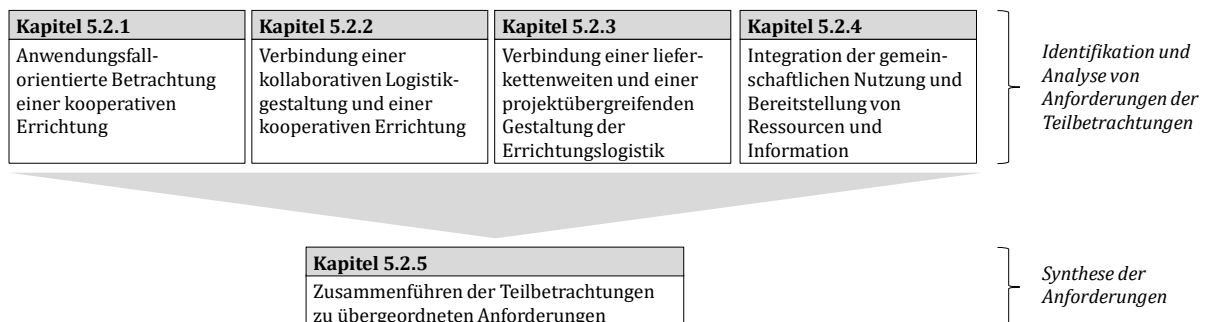 Kapitel 5.2.1
Anwendungsfall-
orientierte Betrachtung
einer kooperativen
Errichtung
Kapitel 5.2.2
Verbindung einer
kollaborativen Logistik-
gestaltung und einer
kooperativen Errichtung
Kapitel 5.2.3
Verbindung einer liefer-
kettenweiten und einer
projektübergreifenden
Gestaltung der
Errichtungslogistik
Kapitel 5.2.4
Integration der gemein-
schaftlichen Nutzung und
Bereitstellung von
Ressourcen und
Information
Identifikation und
Analyse von
Anforderungen der
Teilbetrachtungen
Kapitel 5.2.5
Zusammenführen der Teilbetrachtungen
zu übergeordneten Anforderungen
Synthese der
Anforderungen